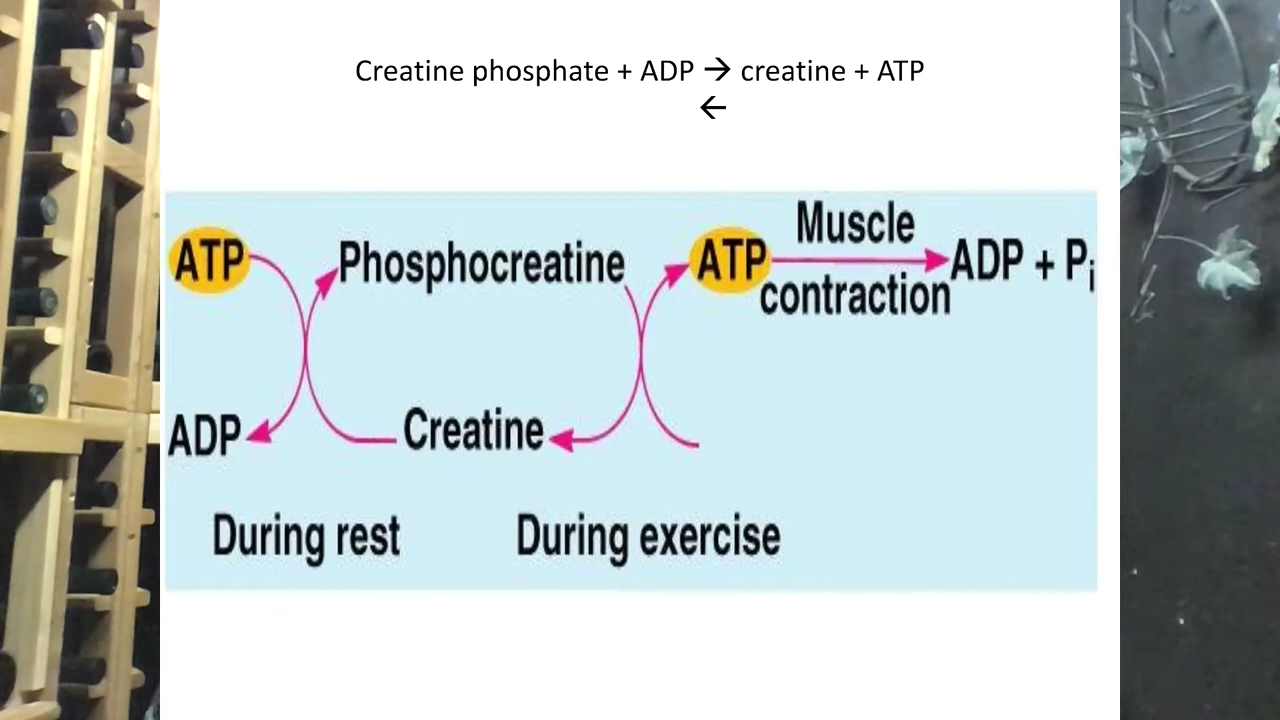 Creatine phosphate + ADP → creatine + ATP
←
ATP
Phosphocreatine
ATP
Muscle
contraction
ADP + Pi
ADP
Creatine
During rest
During exercise